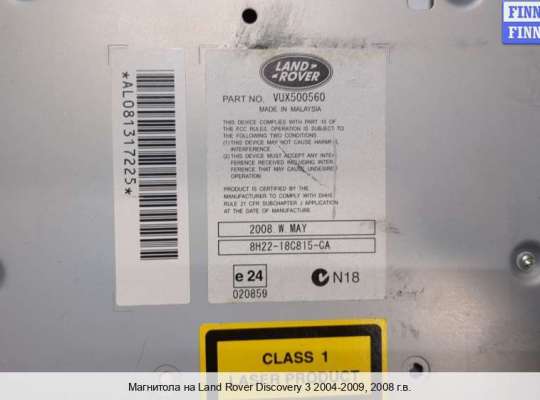 FINN
FINN
*AL081317225*
LAND
ROVER
PART NO. VUX500560
MADE IN MALAYSIA
THIS DEVICE COMPLIES WITH PART 15 OF
THE FCC RULES. OPERATION IS SUBJECT TO
THE FOLLOWING TWO CONDITIONS
(1)THIS DEVICE MAY NOT CAUSE HARMF
INTERFERENCE
(2)THIS DEVICE MUST ACCEPT ANY INTER-
FERENCE RECEIVED INCLUDING INTER-
FERENCE THAT MAY CAUSE UNDESIRE
OPERATION
PRODUCT IS CERTIFIED BY THE
MANUFACTURER TO COMPLY WITH DHHS
RULE 21 CFR SUBCHAPTER J APPLICABLE
AT THE DATE OF MANUFACTURE.
2008 W MAY
8H22-18C815-CA
e 24 N18
020859
CLASS 1
LASER PRODUCT
Магнитола на Land Rover Discovery 3 2004-2009, 2008 г.в.